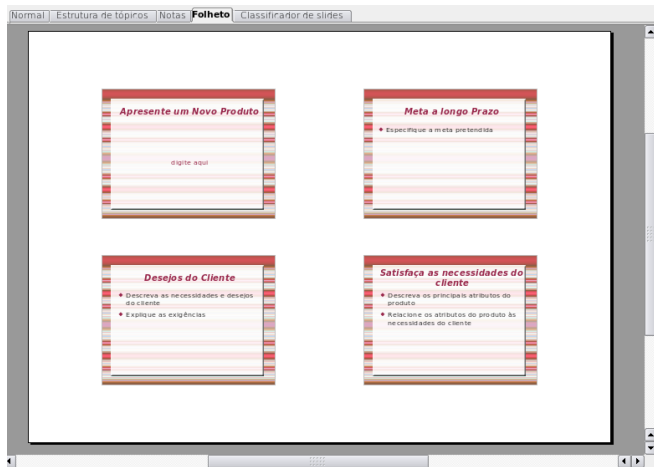 Normal Estrutura de tópicos Notas Folheto Classificador de slides
Apresente um Novo Produto
digite aqui
Meta a longo Prazo
Especifique a meta pretendida
Desejos do Cliente
Descreva as necessidades e desejos
do cliente
Explique as exigências
Satisfaça as necessidades do
cliente
Descreva os principais atributos do
produto
Relacione os atributos do produto às
necessidades do cliente